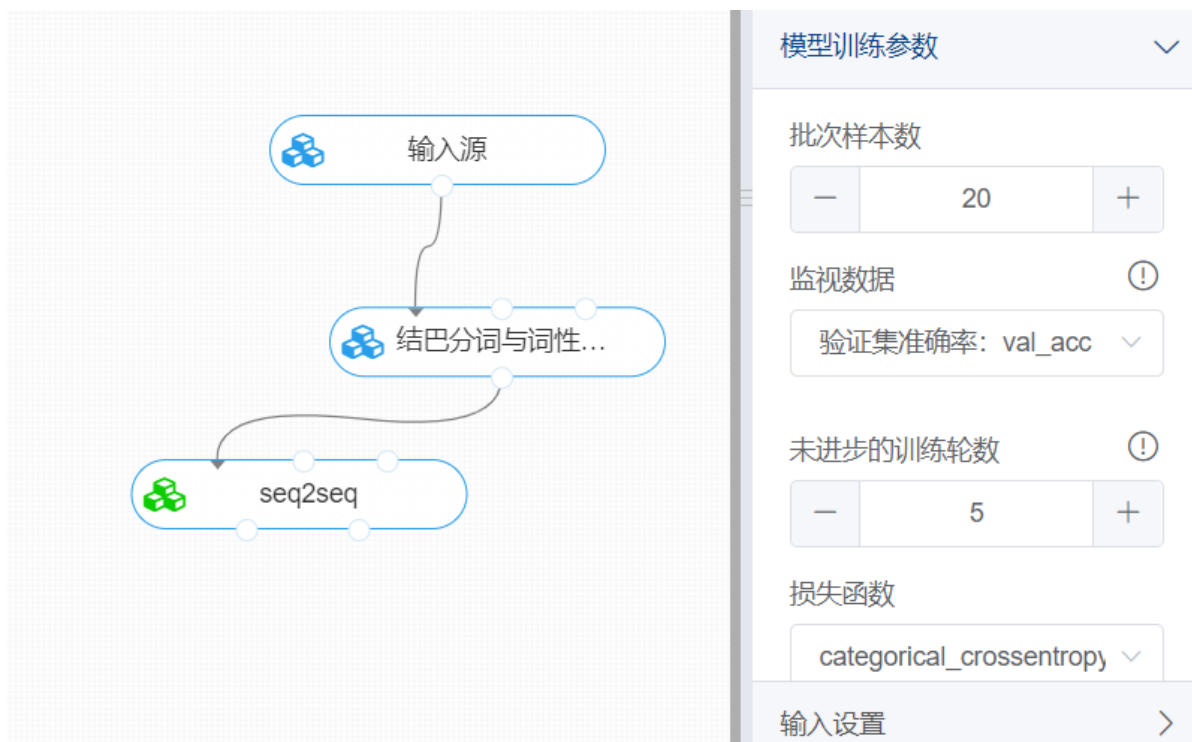 输入源
结巴分词与词性...
seq2seq
模型训练参数
批次样本数
20
监视数据
验证集准确率：val_acc
未进步的训练轮数
5
损失函数
categorical_crossentropy
输入设置